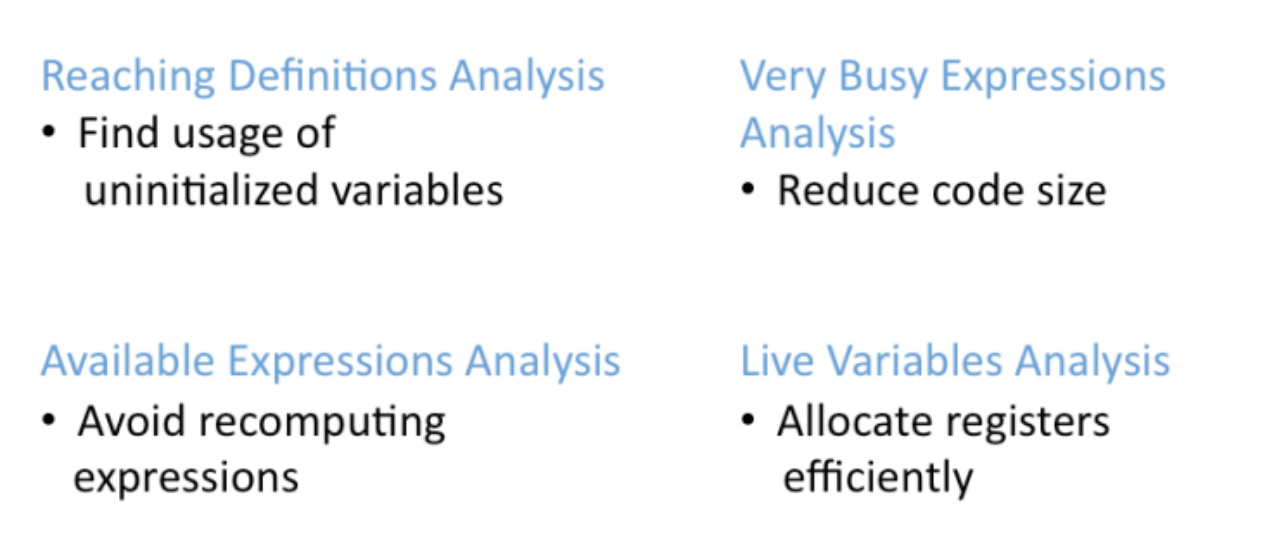 Reaching Definitions Analysis
• Find usage of
uninitialized variables
Very Busy Expressions
Analysis
• Reduce code size
Available Expressions Analysis
• Avoid recomputing
expressions
Live Variables Analysis
• Allocate registers
efficiently